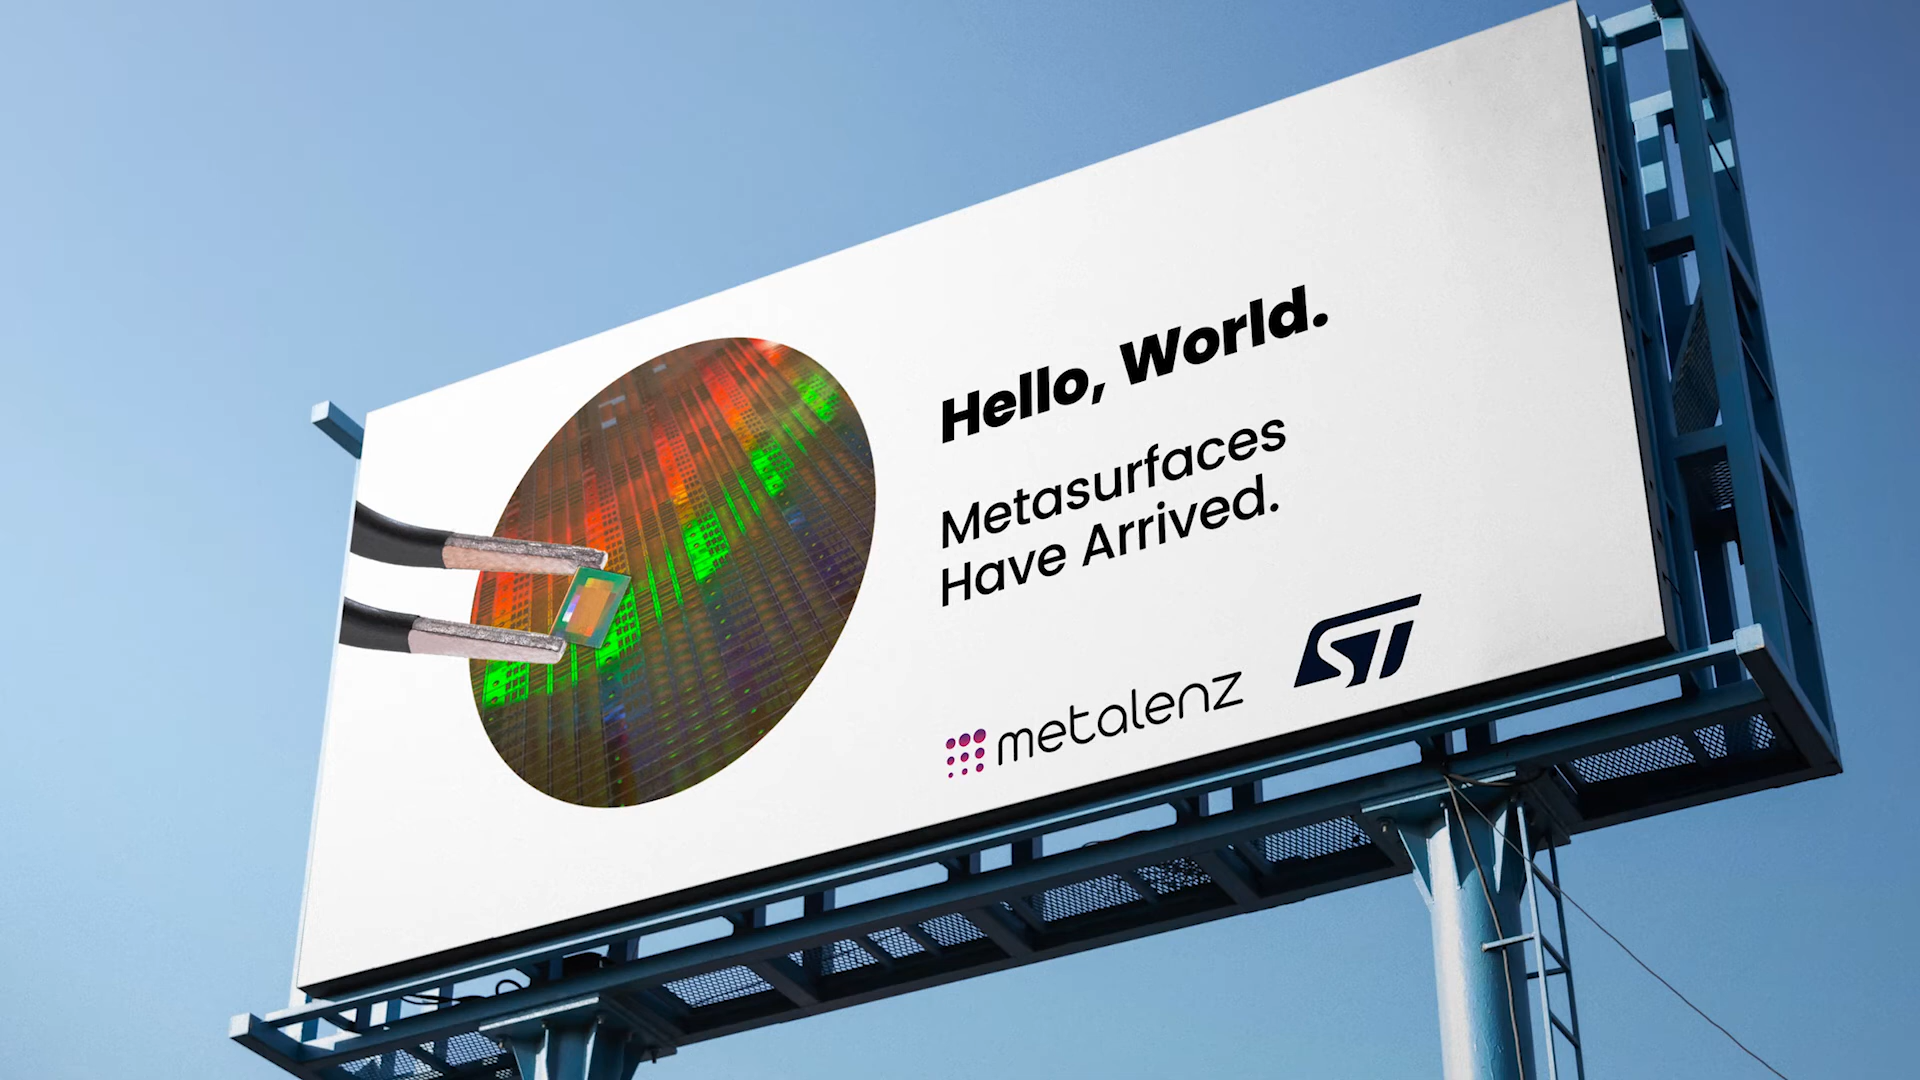 Hello, World.
Metasurfaces
Have Arrived.
metalenz
ST